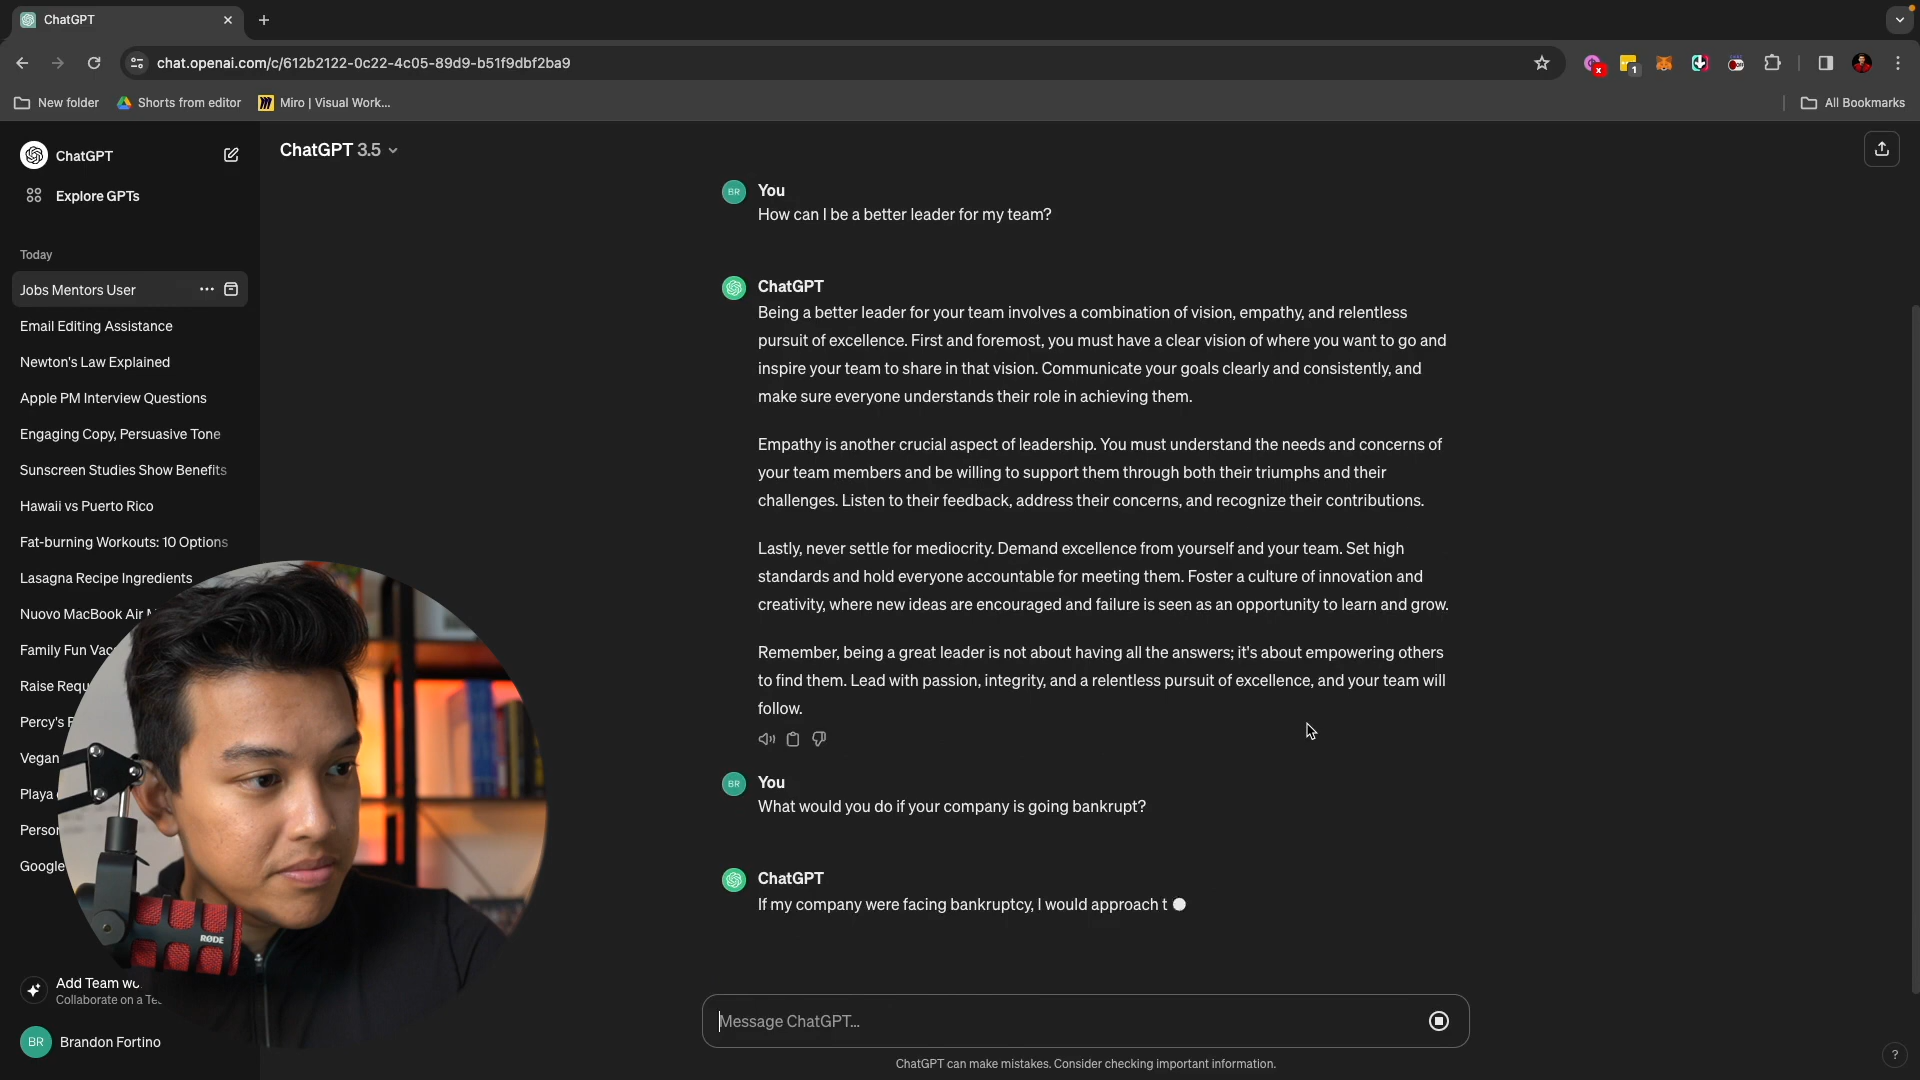 ChatGPT
chat.openai.com/c/612b2122-0c22-4c05-89d9-b51f9dbf2ba9
x
1
New folder
Shorts from editor
Miro | Visual Work...
All Bookmarks
ChatGPT
Explore GPTs
Today
Jobs Mentors User
Email Editing Assistance
Newton's Law Explained
Apple PM Interview Questions
Engaging Copy, Persuasive Tone
Sunscreen Studies Show Benefits
Hawaii vs Puerto Rico
Fat-burning Workouts: 10 Options
Lasagna Recipe Ingredients
Nuovo MacBook Air
Family Fun
Raise
Percy's
Vegan
Playa
Google
Add Team
Collaborate on a
BR
Brandon Fortino
ChatGPT 3.5
BR
You
How can I be a better leader for my team?
ChatGPT
Being a better leader for your team involves a combination of vision, empathy, and relentless
pursuit of excellence. First and foremost, you must have a clear vision of where you want to go and
inspire your team to share in that vision. Communicate your goals clearly and consistently, and
make sure everyone understands their role in achieving them.
Empathy is another crucial aspect of leadership. You must understand the needs and concerns of
your team members and be willing to support them through both their triumphs and their
challenges. Listen to their feedback, address their concerns, and recognize their contributions.
Lastly, never settle for mediocrity. Demand excellence from yourself and your team. Set high
standards and hold everyone accountable for meeting them. Foster a culture of innovation and
creativity, where new ideas are encouraged and failure is seen as an opportunity to learn and grow.
Remember, being a great leader is not about having all the answers; it's about empowering others
to find them. Lead with passion, integrity, and a relentless pursuit of excellence, and your team will
follow.
BR
You
What would you do if your company is going bankrupt?
ChatGPT
If my company were facing bankruptcy, I would approach t
Message ChatGPT...
ChatGPT can make mistakes. Consider checking important information.
?
RØDE